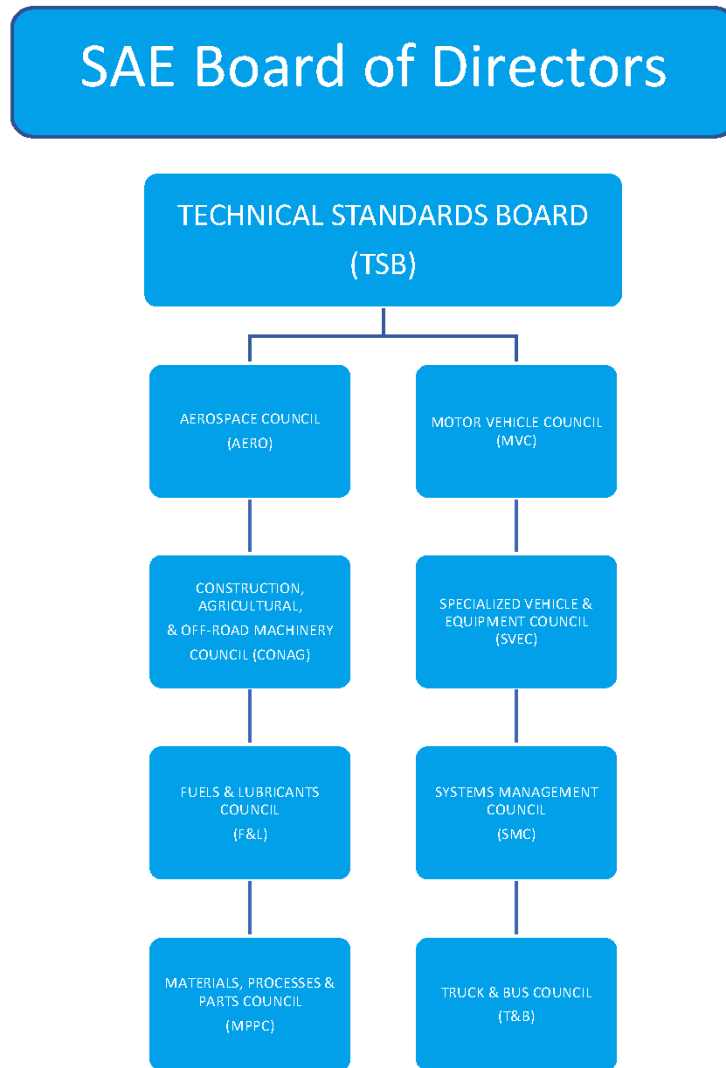 SAE Board of Directors
TECHNICAL STANDARDS BOARD
(TSB)
AEROSPACE COUNCIL
(AERO)
MOTOR VEHICLE COUNCIL
(MVC)
CONSTRUCTION,
AGRICULTURAL,
& OFF-ROAD MACHINERY
COUNCIL (CONAG)
SPECIALIZED VEHICLE &
EQUIPMENT COUNCIL
(SVEC)
FUELS & LUBRICANTS
COUNCIL
(F&L)
SYSTEMS MANAGEMENT
COUNCIL
(SMC)
MATERIALS, PROCESSES &
PARTS COUNCIL
(MPPC)
TRUCK & BUS COUNCIL
(T&B)